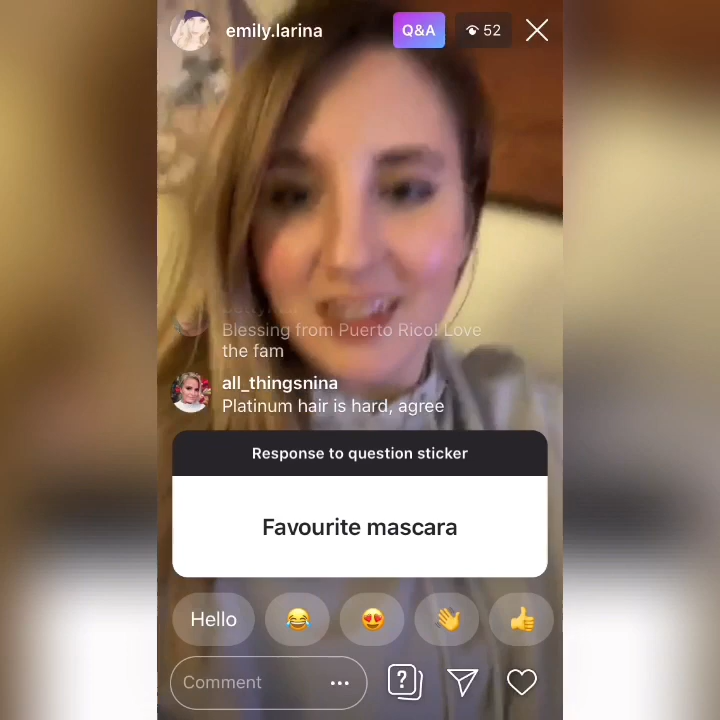 emily.larina
Q&A
52
Blessing from Puerto Rico! Love
the fam
all_thingsnina
Platinum hair is hard, agree
Response to question sticker
Favourite mascara
Hello
Comment
?